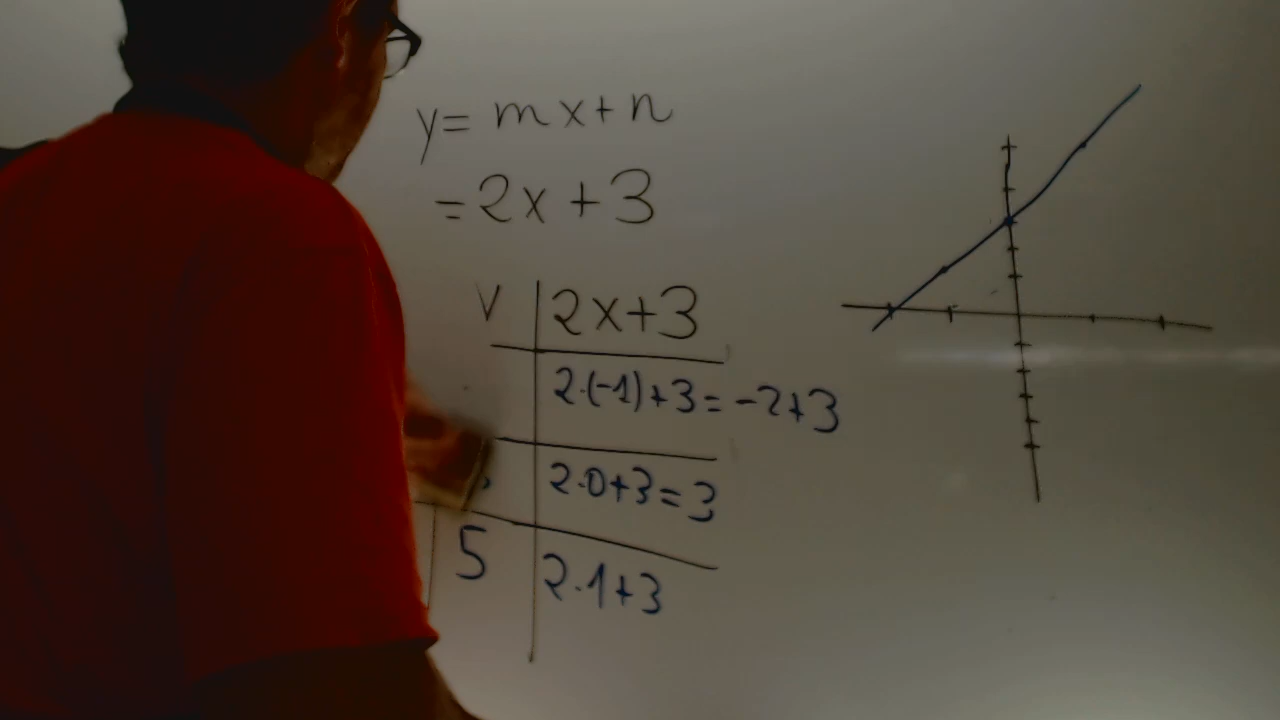 y = mx + n
= 2x + 3
y | 2x + 3
2·(-1) + 3 = -2 + 3
2·0 + 3 = 3
5 | 2·1 + 3